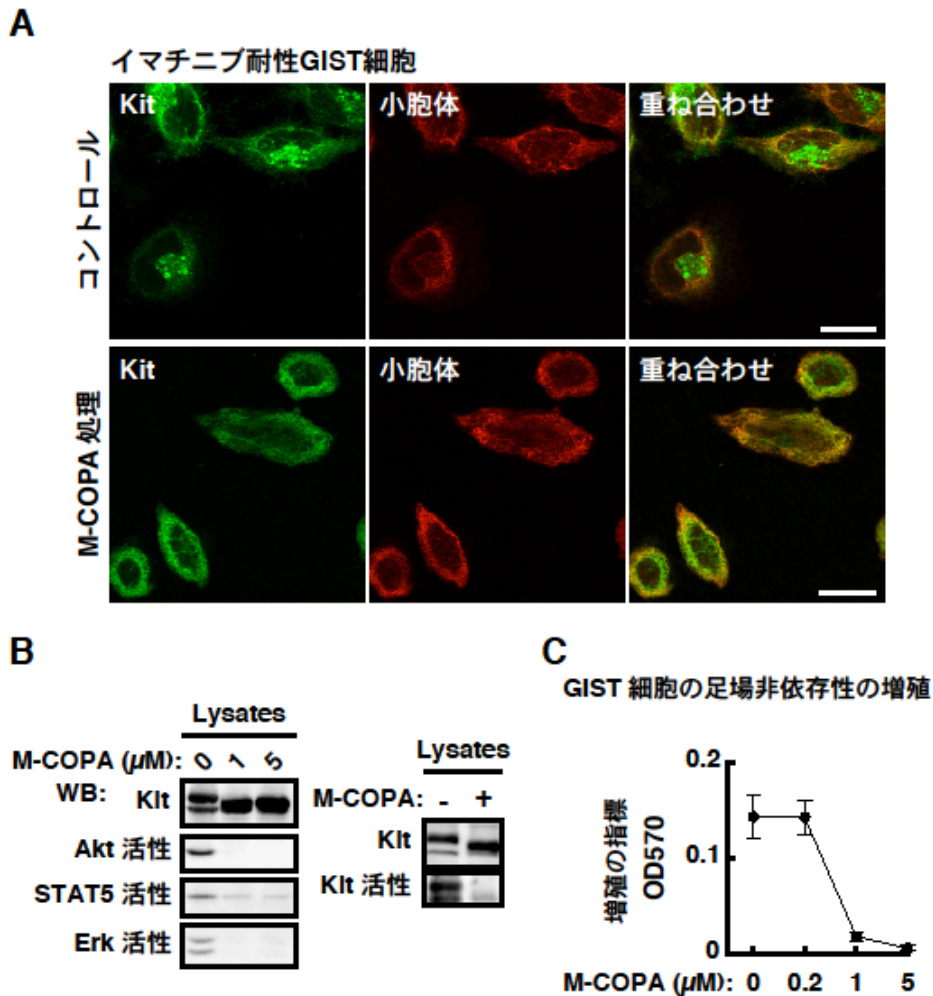 A
イマチニブ耐性GIST細胞
コントロール
Kit
小胞体
重ね合わせ
M-COPA 処理
Kit
小胞体
重ね合わせ
B
Lysates
M-COPA (μM): 0 1 5
WB: KIt
Akt 活性
STAT5 活性
Erk 活性
Lysates
M-COPA: - +
KIt
KIt 活性
C
GIST 細胞の足場非依存性の増殖
増殖の指標
OD570
0.2
0.1
0
M-COPA (μM): 0 0.2 1 5